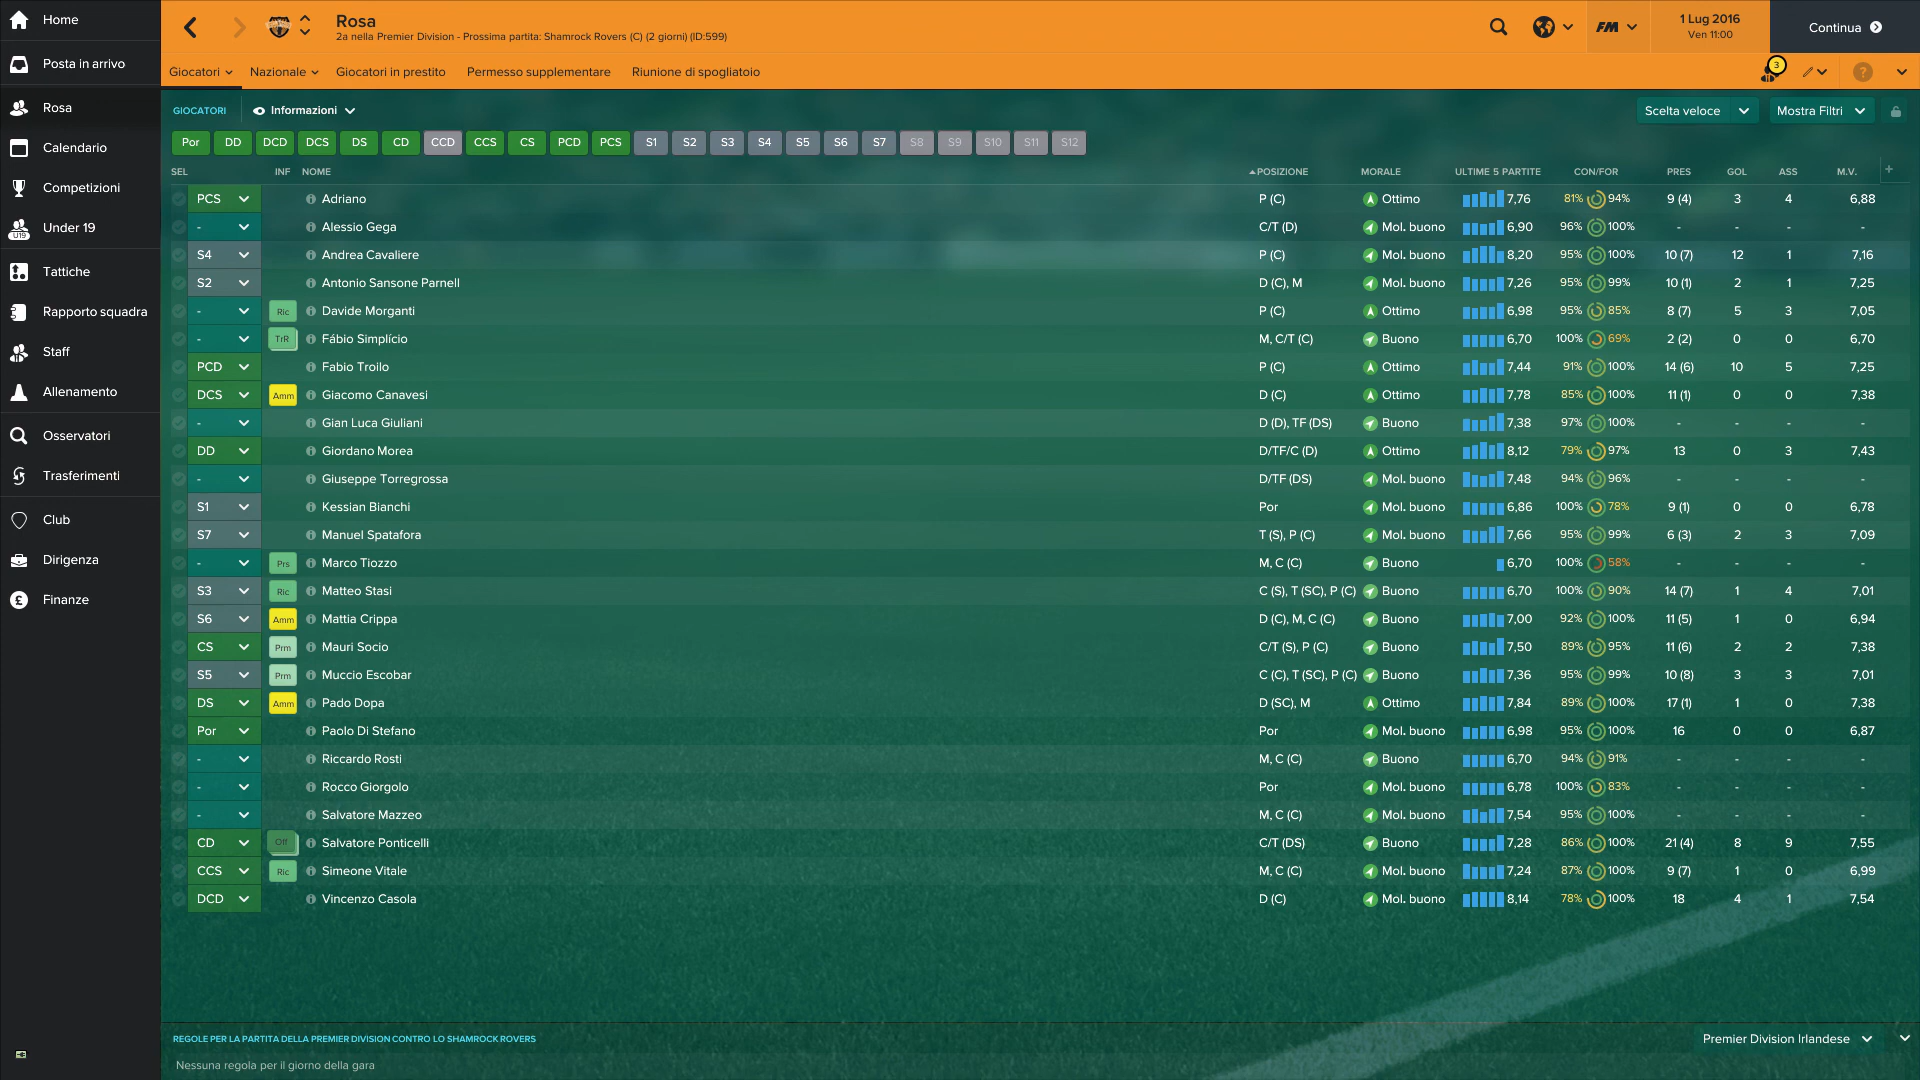 Home
Posta in arrivo
Rosa
Calendario
Competizioni
Under 19
Tattiche
Rapporto squadra
Staff
Allenamento
Osservatori
Trasferimenti
Club
Dirigenza
Finanze
Rosa
2a nella Premier Division - Prossima partita: Shamrock Rovers (C) (2 giorni) (ID:599)
FM
1 Lug 2016
Ven 11:00
Continua
Giocatori Nazionale Giocatori in prestito Permesso supplementare Riunione di spogliatoio
3
?
GIOCATORI Informazioni Scelta veloce Mostra Filtri
Por DD DCD DCS DS CD CCD CCS CS PCD PCS S1 S2 S3 S4 S5 S6 S7 S8 S9 S10 S11 S12
SEL INF NOME POSIZIONE MORALE ULTIME 5 PARTITE CON/FOR PRES GOL ASS M.V. +
PCS Adriano P (C) Ottimo 7,76 81% 94% 9 (4) 3 4 6,88
- Alessio Gega C/T (D) Mol. buono 6,90 96% 100% - - - -
S4 Andrea Cavaliere P (C) Mol. buono 8,20 95% 100% 10 (7) 12 1 7,16
S2 Antonio Sansone Parnell D (C), M Mol. buono 7,26 95% 99% 10 (1) 2 1 7,25
- Ric Davide Morganti P (C) Ottimo 6,98 95% 85% 8 (7) 5 3 7,05
- TrR Fábio Simplício M, C/T (C) Buono 6,70 100% 69% 2 (2) 0 0 6,70
PCD Fabio Troilo P (C) Ottimo 7,44 91% 100% 14 (6) 10 5 7,25
DCS Amm Giacomo Canavesi D (C) Ottimo 7,78 85% 100% 11 (1) 0 0 7,38
- Gian Luca Giuliani D (D), TF (DS) Buono 7,38 97% 100% - - - -
DD Giordano Morea D/TF/C (D) Ottimo 8,12 79% 97% 13 0 3 7,43
- Giuseppe Torregrossa D/TF (DS) Mol. buono 7,48 94% 96% - - - -
S1 Kessian Bianchi Por Mol. buono 6,86 100% 78% 9 (1) 0 0 6,78
S7 Manuel Spatafora T (S), P (C) Mol. buono 7,66 95% 99% 6 (3) 2 3 7,09
- Prs Marco Tiozzo M, C (C) Buono 6,70 100% 58% - - - -
S3 Ric Matteo Stasi C (S), T (SC), P (C) Buono 6,70 100% 90% 14 (7) 1 4 7,01
S6 Amm Mattia Crippa D (C), M, C (C) Buono 7,00 92% 100% 11 (5) 1 0 6,94
CS Prm Mauri Socio C/T (S), P (C) Buono 7,50 89% 95% 11 (6) 2 2 7,38
S5 Prm Muccio Escobar C (C), T (SC), P (C) Buono 7,36 95% 99% 10 (8) 3 3 7,01
DS Amm Pado Dopa D (SC), M Ottimo 7,84 89% 100% 17 (1) 1 0 7,38
Por Paolo Di Stefano Por Mol. buono 6,98 95% 100% 16 0 0 6,87
- Riccardo Rosti M, C (C) Buono 6,70 94% 91% - - - -
- Rocco Giorgolo Por Mol. buono 6,78 100% 83% - - - -
- Salvatore Mazzeo M, C (C) Mol. buono 7,54 95% 100% - - - -
CD Off Salvatore Ponticelli C/T (DS) Buono 7,28 86% 100% 21 (4) 8 9 7,55
CCS Ric Simeone Vitale M, C (C) Mol. buono 7,24 87% 100% 9 (7) 1 0 6,99
DCD Vincenzo Casola D (C) Mol. buono 8,14 78% 100% 18 4 1 7,54
REGOLE PER LA PARTITA DELLA PREMIER DIVISION CONTRO LO SHAMROCK ROVERS Premier Division Irlandese
Nessuna regola per il giorno della gara